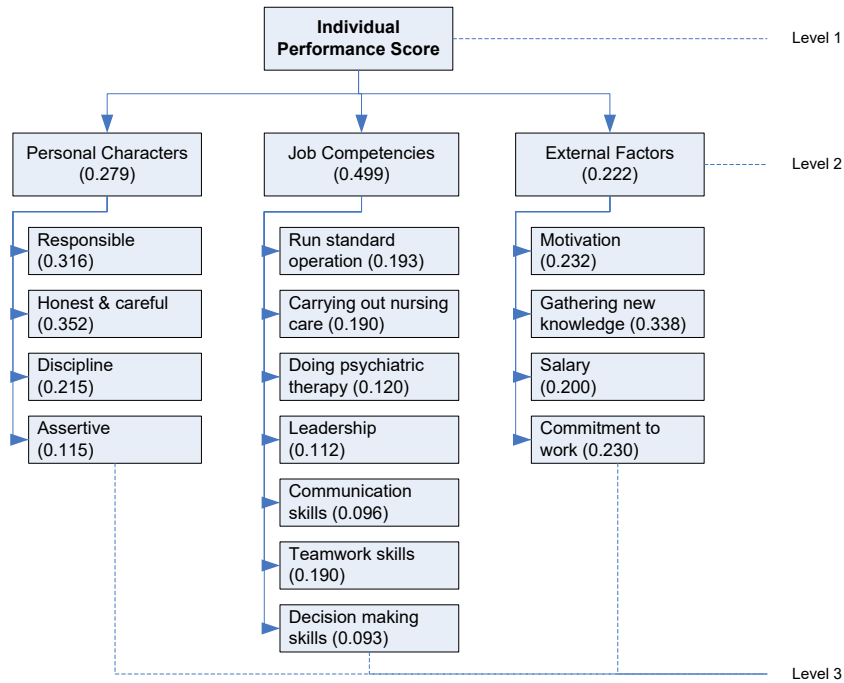 Individual
Performance Score
Level 1
Personal Characters
(0.279)
Job Competencies
(0.499)
External Factors
(0.222)
Level 2
Responsible
(0.316)
Honest & careful
(0.352)
Discipline
(0.215)
Assertive
(0.115)
Run standard
operation (0.193)
Carrying out nursing
care (0.190)
Doing psychiatric
therapy (0.120)
Leadership
(0.112)
Communication
skills (0.096)
Teamwork skills
(0.190)
Decision making
skills (0.093)
Motivation
(0.232)
Gathering new
knowledge (0.338)
Salary
(0.200)
Commitment to
work (0.230)
Level 3